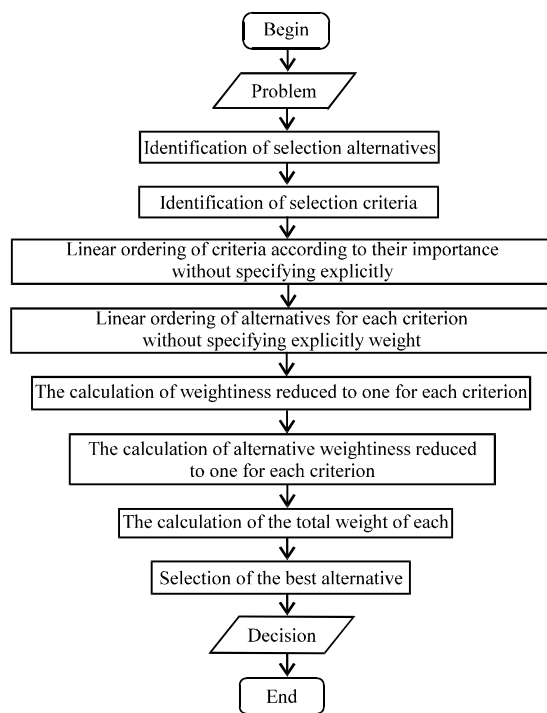 Begin
Problem
Identification of selection alternatives
Identification of selection criteria
Linear ordering of criteria according to their importance
without specifying explicitly
Linear ordering of alternatives for each criterion
without specifying explicitly weight
The calculation of weightiness reduced to one for each criterion
The calculation of alternative weightiness reduced
to one for each criterion
The calculation of the total weight of each
Selection of the best alternative
Decision
End